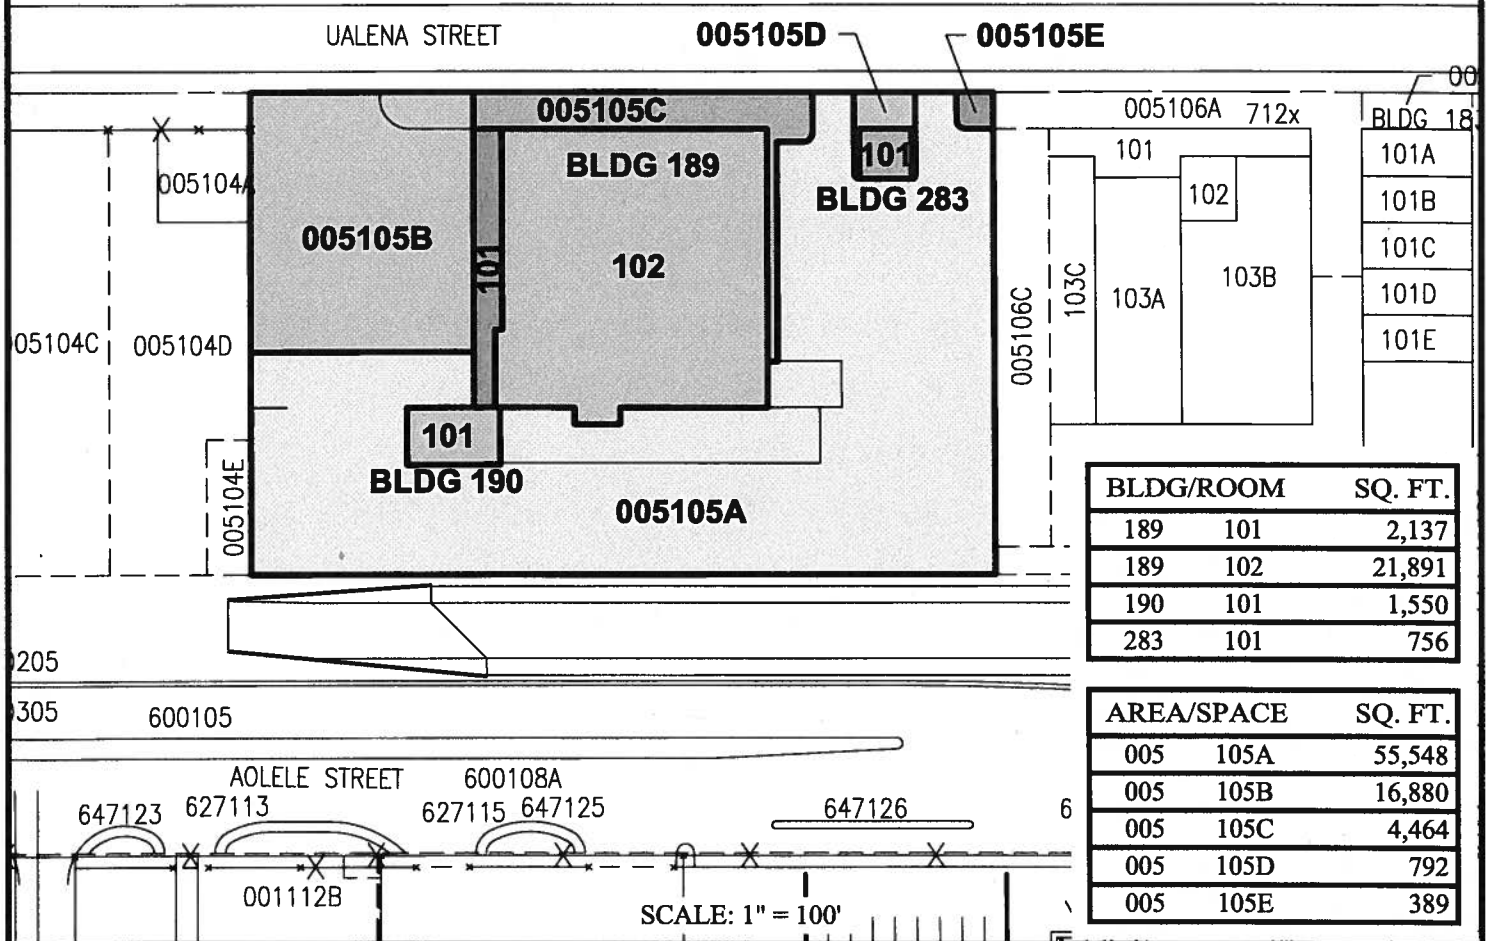 UALENA STREET
005105D
005105E
00
005105C
005106A
712x
BLDG 18
101
BLDG 189
101
101A
005104A
102
BLDG 283
101B
005105B
101
102
101C
103C
103A
103B
101D
05104C
005104D
005106C
101E
101
BLDG 190
005104E
005105A
BLDG/ROOM SQ. FT.
189 101 2,137
189 102 21,891
190 101 1,550
283 101 756
205
305
600105
AREA/SPACE SQ. FT.
005 105A 55,548
005 105B 16,880
005 105C 4,464
005 105D 792
005 105E 389
AOLELE STREET
600108A
647123
627113
627115
647125
647126
6
001112B
SCALE: 1" = 100'